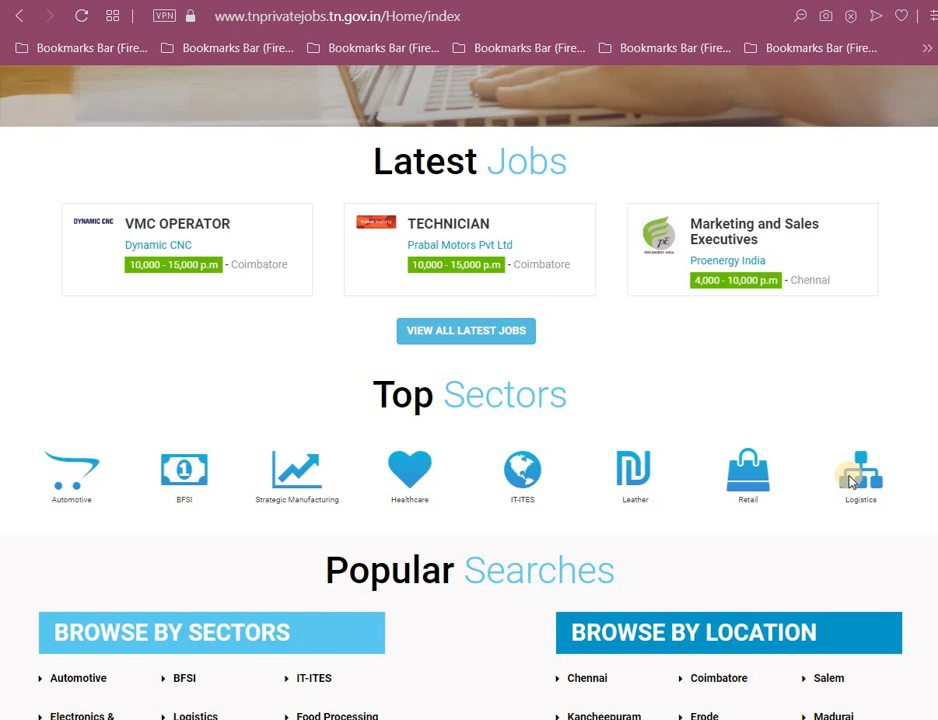 VPN
www.tnprivatejobs.tn.gov.in/Home/index
Bookmarks Bar (Fire... Bookmarks Bar (Fire... Bookmarks Bar (Fire... Bookmarks Bar (Fire... Bookmarks Bar (Fire... Bookmarks Bar (Fire...
Latest Jobs
DYNAMIC CNC
VMC OPERATOR
Dynamic CNC
10,000 - 15,000 p.m - Coimbatore
TECHNICIAN
Prabal Motors Pvt Ltd
10,000 - 15,000 p.m - Coimbatore
PROENERGY INDIA
Marketing and Sales
Executives
Proenergy India
4,000 - 10,000 p.m - Chennai
VIEW ALL LATEST JOBS
Top Sectors
Automotive BFSI Strategic Manufacturing Healthcare IT-ITES Leather Retail Logistics
Popular Searches
BROWSE BY SECTORS
Automotive BFSI IT-ITES
Electronics & Logistics Food Processing
BROWSE BY LOCATION
Chennai Coimbatore Salem
Kancheepuram Erode Madurai